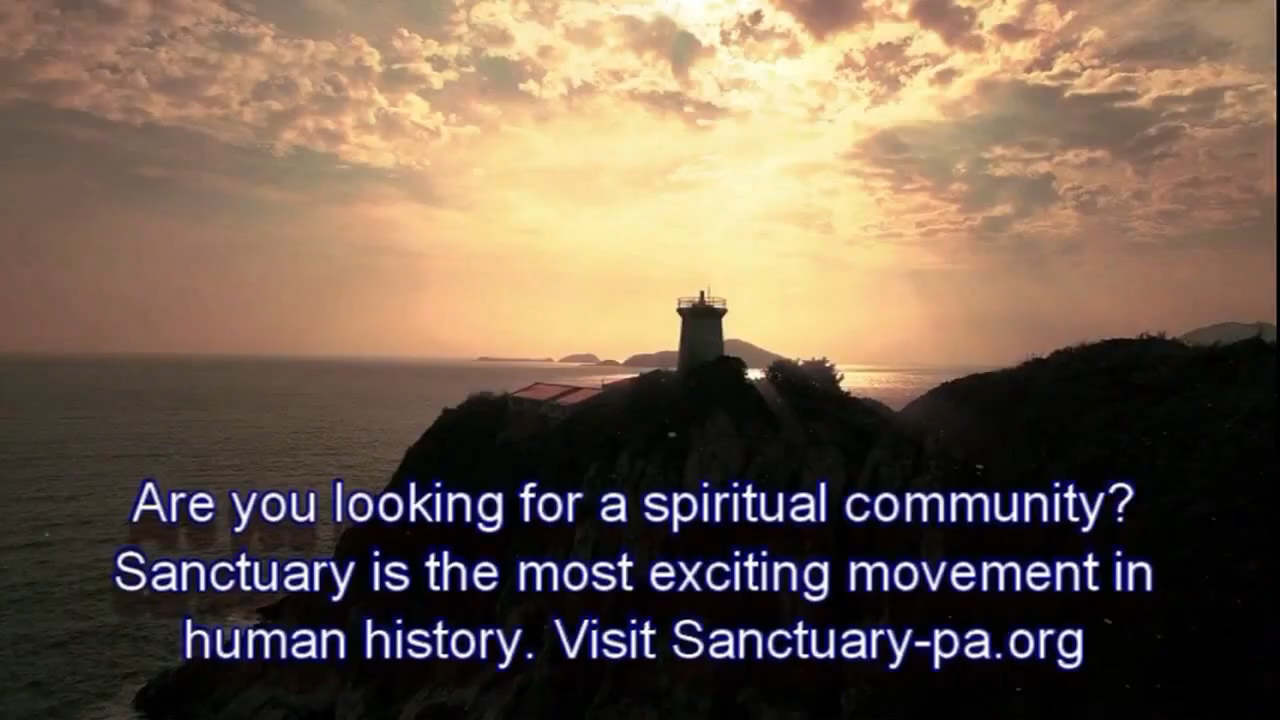 Are you looking for a spiritual community?
Sanctuary is the most exciting movement in
human history. Visit Sanctuary-pa.org